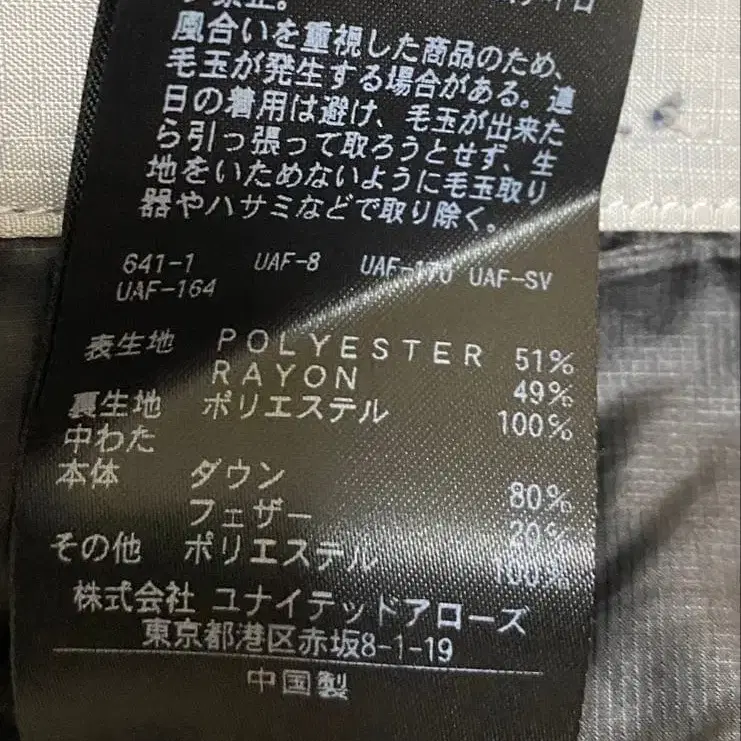 禁止。
風合いを重視した商品のため、
毛玉が発生する場合がある。連
日の着用は避け、毛玉が出来た
ら引っ張って取ろうとせず、生
地をいためないように毛玉取り
器やハサミなどで取り除く。
641-1 UAF-8 UAF-170 UAF-SV
UAF-164
表生地 POLYESTER 51%
RAYON 49%
裏生地 ポリエステル 100%
中わた
本体 ダウン 80%
フェザー 20%
その他 ポリエステル 100%
株式会社 ユナイテッドアローズ
東京都港区赤坂8-1-19
中国製